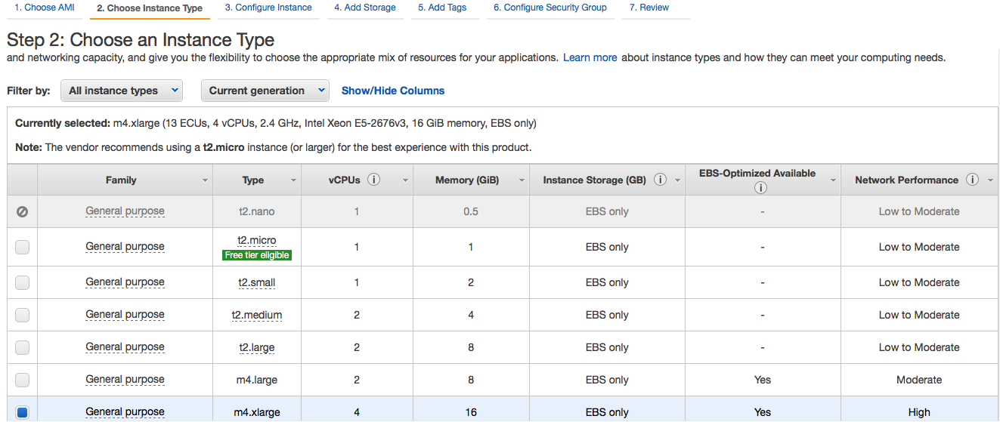 1. Choose AMI 2. Choose Instance Type 3. Configure Instance 4. Add Storage 5. Add Tags 6. Configure Security Group 7. Review
Step 2: Choose an Instance Type
and networking capacity, and give you the flexibility to choose the appropriate mix of resources for your applications. Learn more about instance types and how they can meet your computing needs.
Filter by: All instance types Current generation Show/Hide Columns
Currently selected: m4.xlarge (13 ECUs, 4 vCPUs, 2.4 GHz, Intel Xeon E5-2676v3, 16 GiB memory, EBS only)
Note: The vendor recommends using a t2.micro instance (or larger) for the best experience with this product.
Family Type vCPUs i Memory (GiB) Instance Storage (GB) i EBS-Optimized Available i Network Performance i
General purpose t2.nano 1 0.5 EBS only - Low to Moderate
General purpose t2.micro 1 1 EBS only - Low to Moderate
Free tier eligible
General purpose t2.small 1 2 EBS only - Low to Moderate
General purpose t2.medium 2 4 EBS only - Low to Moderate
General purpose t2.large 2 8 EBS only - Low to Moderate
General purpose m4.large 2 8 EBS only Yes Moderate
General purpose m4.xlarge 4 16 EBS only Yes High